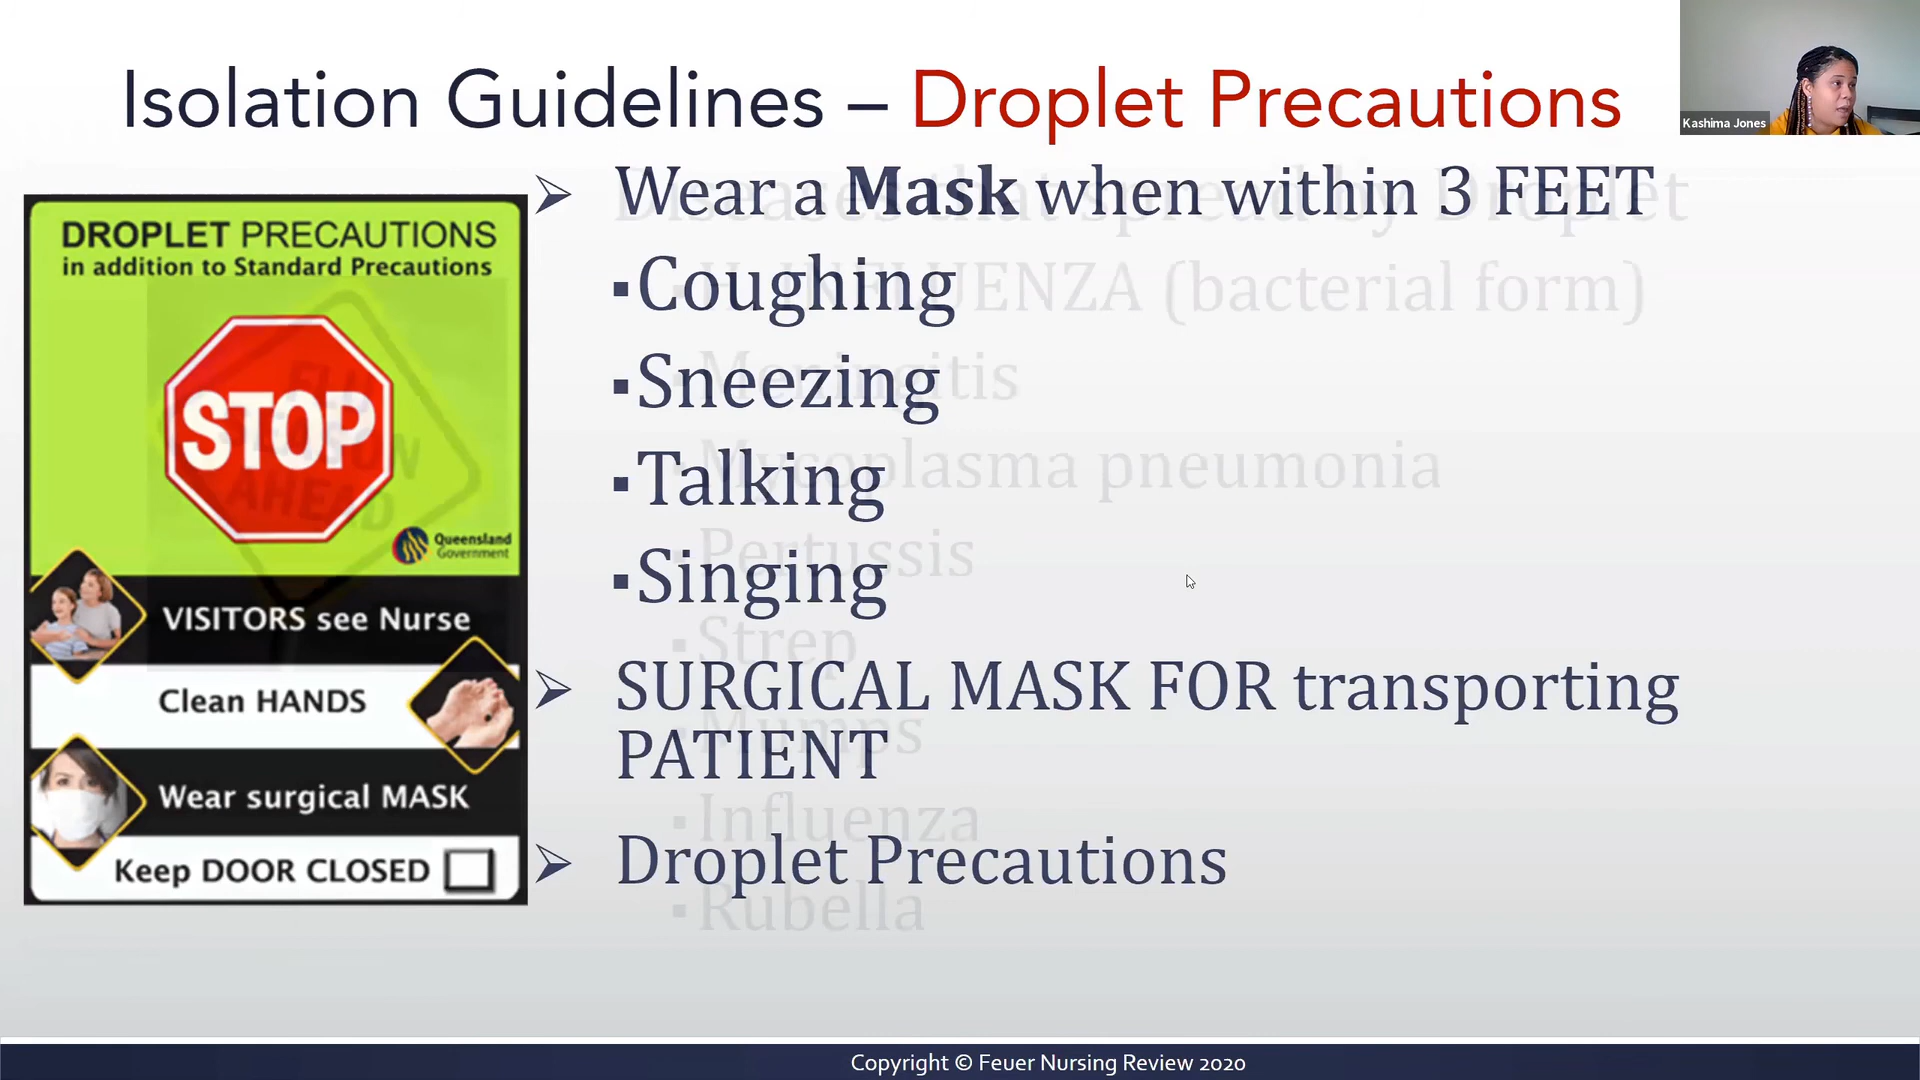 Isolation Guidelines – Droplet Precautions
Kashima Jones
DROPLET PRECAUTIONS
in addition to Standard Precautions
STOP
Queensland
Government
VISITORS see Nurse
Clean HANDS
Wear surgical MASK
Keep DOOR CLOSED
Wear a Mask when within 3 FEET
Coughing
Sneezing
Talking
Singing
SURGICAL MASK FOR transporting
PATIENT
Droplet Precautions
Diseases that spread by Droplet
INFLUENZA (bacterial form)
Meningitis
Mycoplasma pneumonia
Pertussis
Strep
Mumps
Influenza
Rubella
AHEAD
Copyright © Feuer Nursing Review 2020